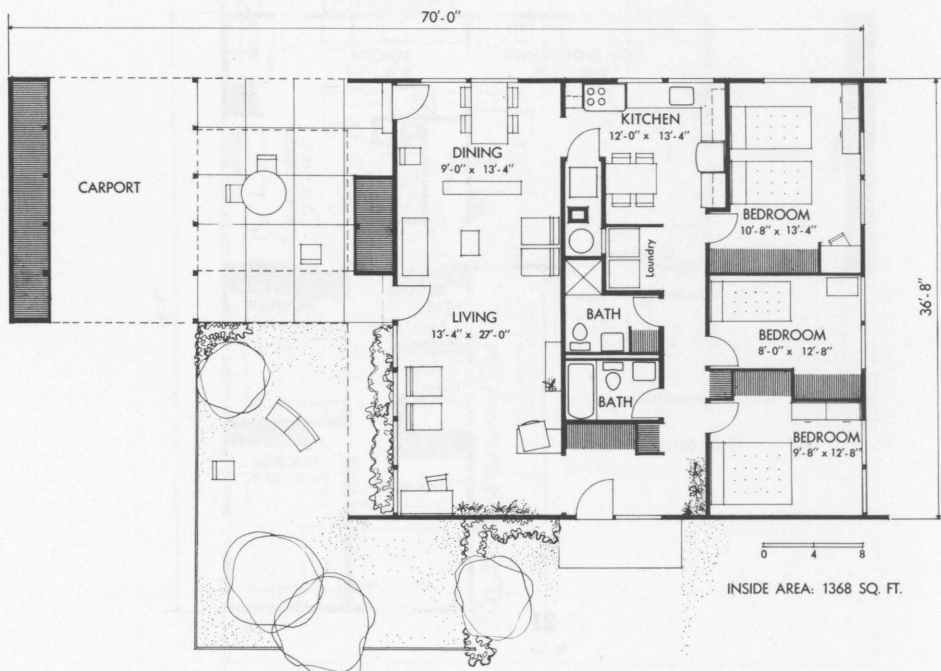 70'-0"
CARPORT
DINING
9'-0" x 13'-4"
KITCHEN
12'-0" x 13'-4"
BEDROOM
10'-8" x 13'-4"
Laundry
36'-8"
LIVING
13'-4" x 27'-0"
BATH
BEDROOM
8'-0" x 12'-8"
BATH
BEDROOM
9'-8" x 12'-8"
0 4 8
INSIDE AREA: 1368 SQ. FT.